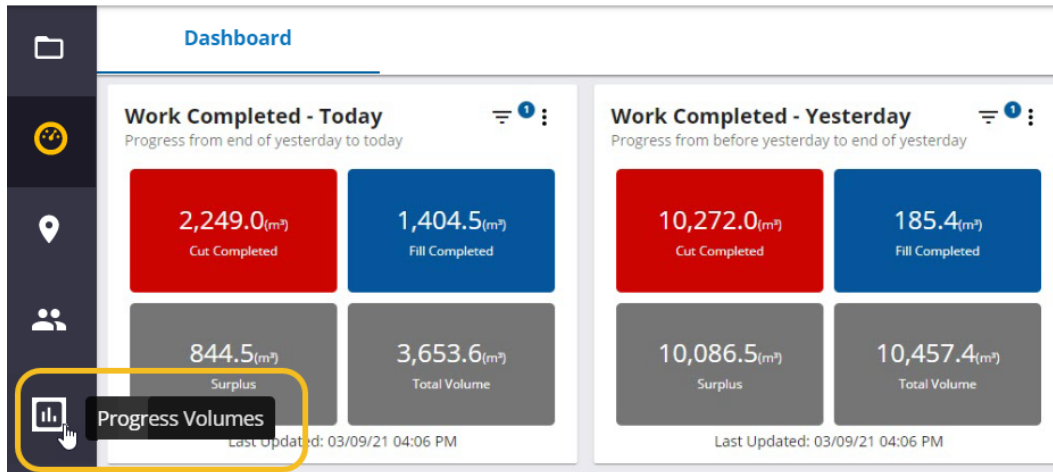 Dashboard
Work Completed - Today
1
Progress from end of yesterday to today
2,249.0(m³)
Cut Completed
1,404.5(m³)
Fill Completed
844.5(m³)
Surplus
3,653.6(m³)
Total Volume
Last Updated: 03/09/21 04:06 PM
Work Completed - Yesterday
1
Progress from before yesterday to end of yesterday
10,272.0(m³)
Cut Completed
185.4(m³)
Fill Completed
10,086.5(m³)
Surplus
10,457.4(m³)
Total Volume
Last Updated: 03/09/21 04:06 PM
Progress Volumes